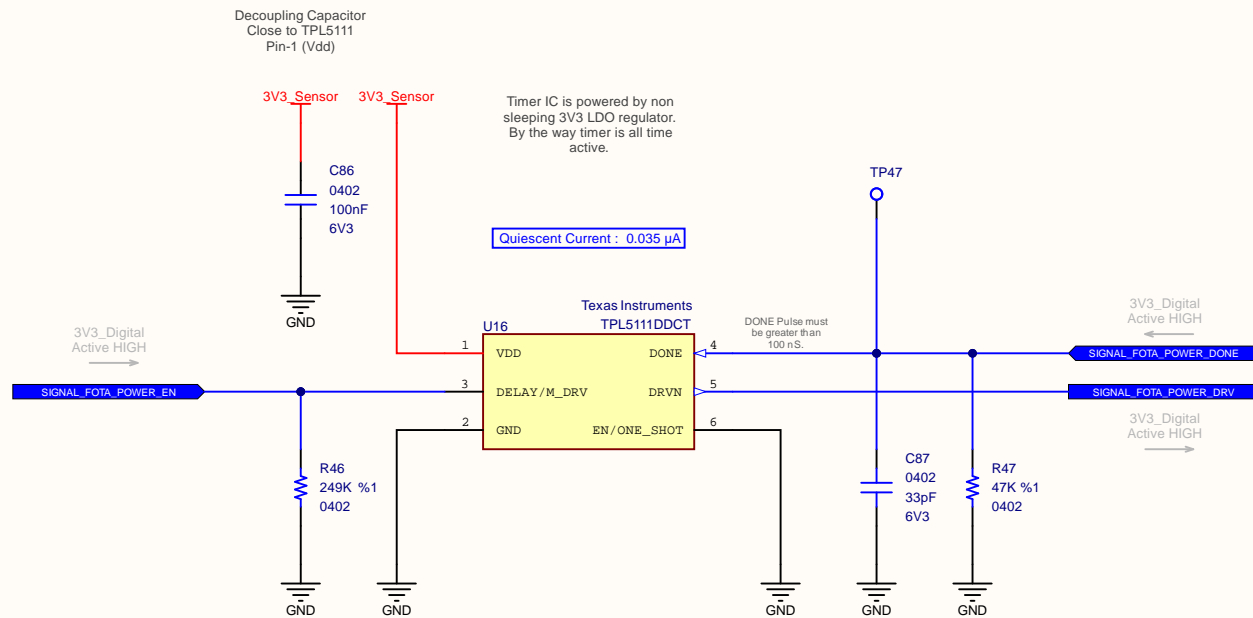 Decoupling Capacitor
Close to TPL5111
Pin-1 (Vdd)
3V3_Sensor
3V3_Sensor
Timer IC is powered by non
sleeping 3V3 LDO regulator.
By the way timer is all time
active.
C86
0402
100nF
6V3
GND
TP47
Quiescent Current : 0.035 µA
Texas Instruments
TPL5111DDCT
U16
DONE Pulse must
be greater than
100 nS.
3V3_Digital
Active HIGH
3V3_Digital
Active HIGH
1
VDD
DONE
4
SIGNAL_FOTA_POWER_DONE
SIGNAL_FOTA_POWER_EN
3
DELAY/M_DRV
DRVN
5
SIGNAL_FOTA_POWER_DRV
2
GND
EN/ONE_SHOT
6
3V3_Digital
Active HIGH
R46
249K %1
0402
C87
0402
33pF
6V3
R47
47K %1
0402
GND
GND
GND
GND
GND